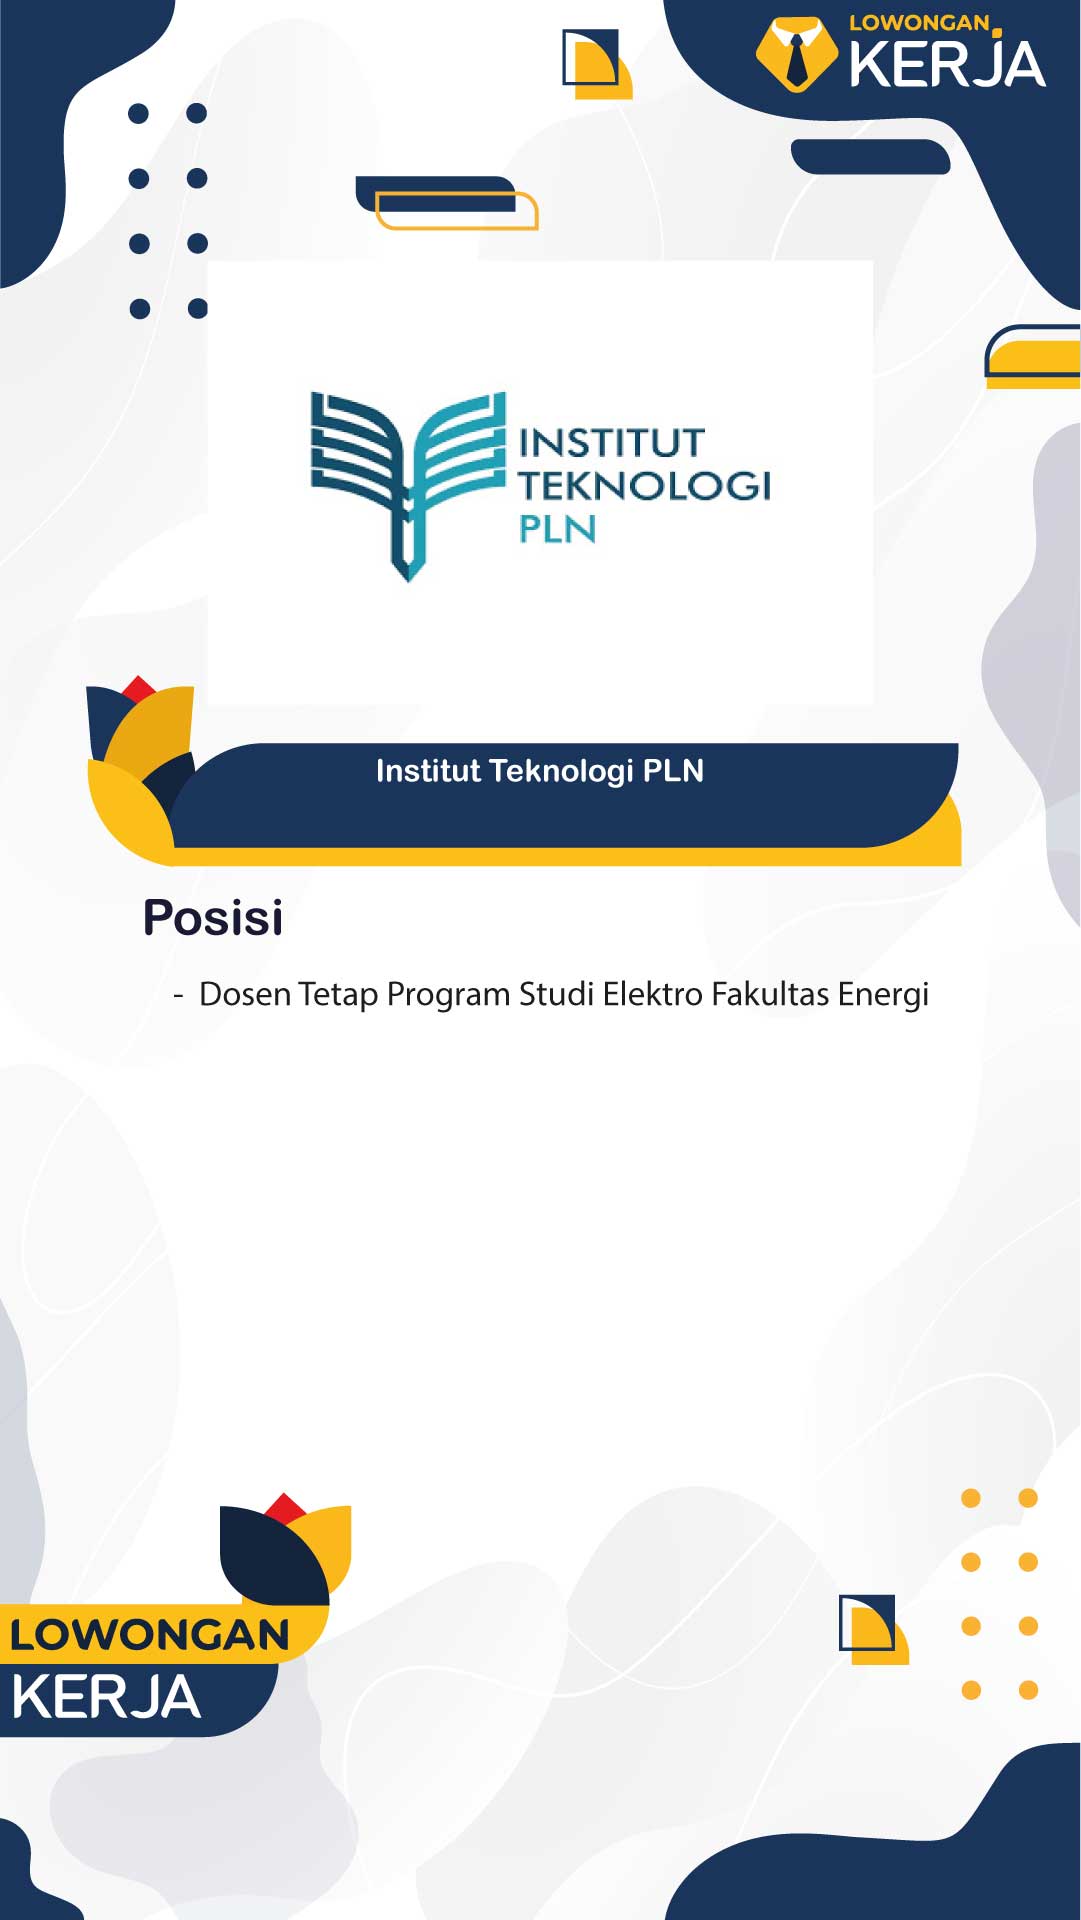 LOWONGAN
KERJA
INSTITUT
TEKNOLOGI
PLN
Institut Teknologi PLN
Posisi
- Dosen Tetap Program Studi Elektro Fakultas Energi
LOWONGAN
KERJA